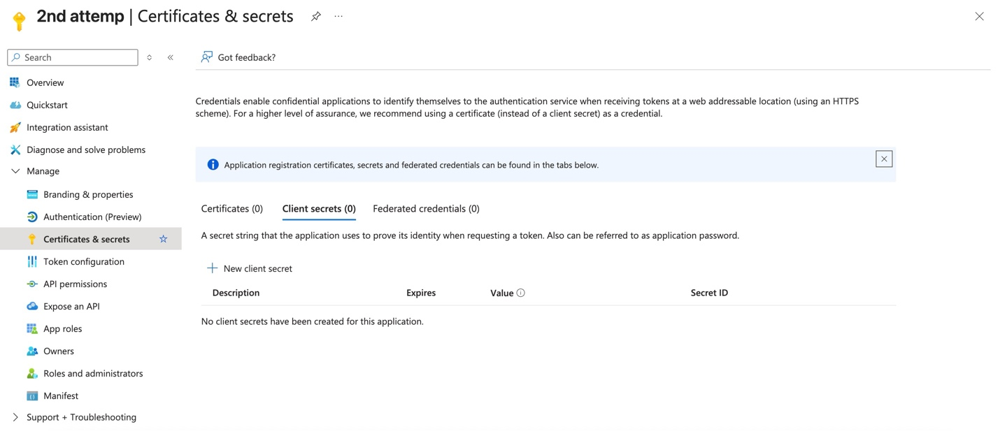 2nd attemp | Certificates & secrets
Search
Got feedback?
Overview
Quickstart
Integration assistant
Diagnose and solve problems
Manage
Branding & properties
Authentication (Preview)
Certificates & secrets
Token configuration
API permissions
Expose an API
App roles
Owners
Roles and administrators
Manifest
Support + Troubleshooting
Credentials enable confidential applications to identify themselves to the authentication service when receiving tokens at a web addressable location (using an HTTPS
scheme). For a higher level of assurance, we recommend using a certificate (instead of a client secret) as a credential.
Application registration certificates, secrets and federated credentials can be found in the tabs below.
Certificates (0) Client secrets (0) Federated credentials (0)
A secret string that the application uses to prove its identity when requesting a token. Also can be referred to as application password.
New client secret
Description Expires Value Secret ID
No client secrets have been created for this application.